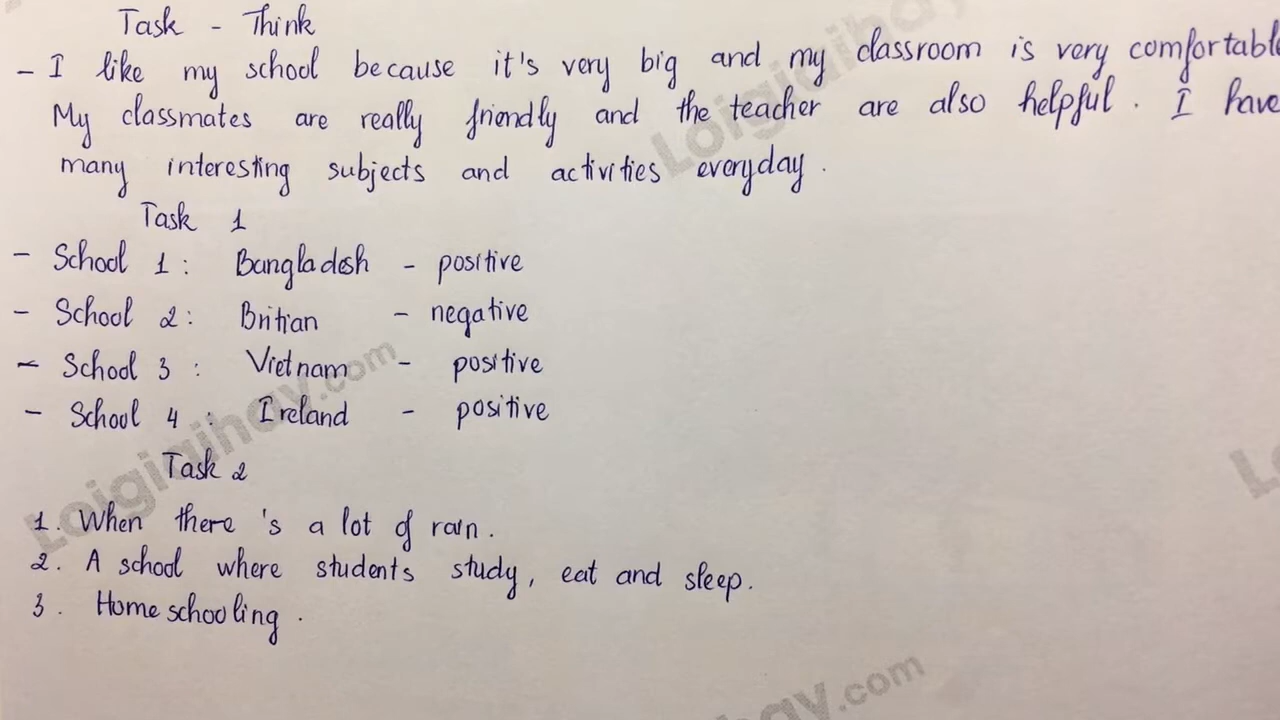 Task - Think
- I like my school because it's very big and my classroom is very comfortable
My classmates are really friendly and the teacher are also helpful. I have
many interesting subjects and activities everyday.
Task 1
- School 1: Bangladesh - positive
- School 2: Britian - negative
- School 3: Vietnam - positive
- School 4: Ireland - positive
Task 2
1. When there's a lot of rain.
2. A school where students study, eat and sleep.
3. Home schooling.
Loigiaihay
Loigiaihay.com